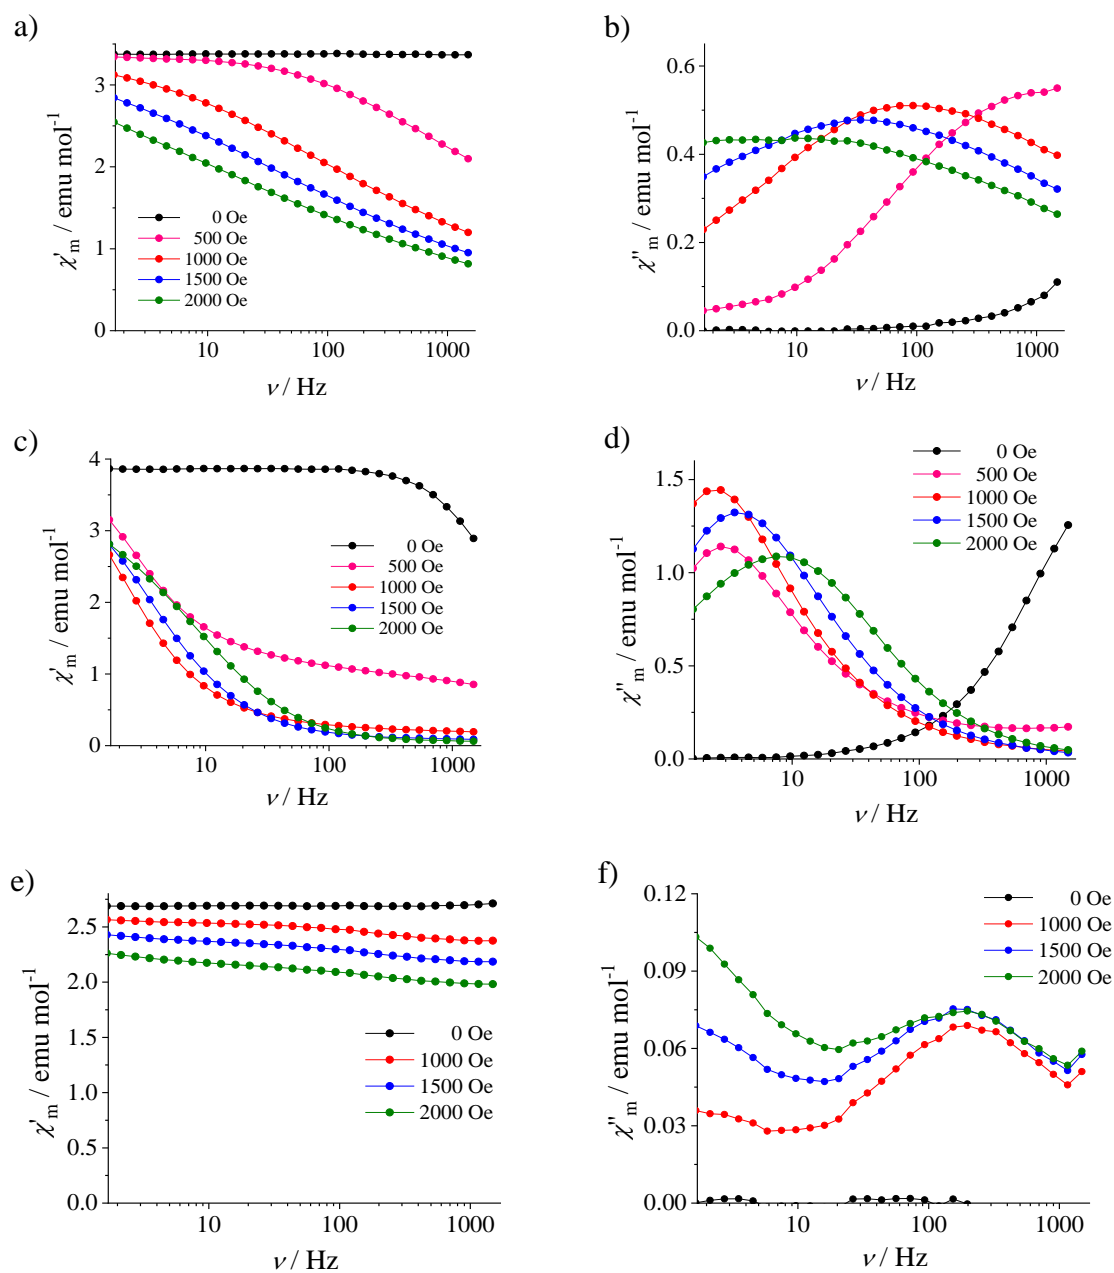 a)
χ'm / emu mol-1
3
2
1
0
0 Oe
500 Oe
1000 Oe
1500 Oe
2000 Oe
10
100
1000
ν / Hz
b)
χ''m / emu mol-1
0.6
0.4
0.2
0.0
10
100
1000
ν / Hz
c)
χ'm / emu mol-1
4
3
2
1
0
0 Oe
500 Oe
1000 Oe
1500 Oe
2000 Oe
10
100
1000
ν / Hz
d)
χ''m / emu mol-1
1.5
1.0
0.5
0.0
0 Oe
500 Oe
1000 Oe
1500 Oe
2000 Oe
10
100
1000
ν / Hz
e)
χ'm / emu mol-1
2.5
2.0
1.5
1.0
0.5
0.0
0 Oe
1000 Oe
1500 Oe
2000 Oe
10
100
1000
ν / Hz
f)
χ''m / emu mol-1
0.12
0.09
0.06
0.03
0.00
0 Oe
1000 Oe
1500 Oe
2000 Oe
10
100
1000
ν / Hz